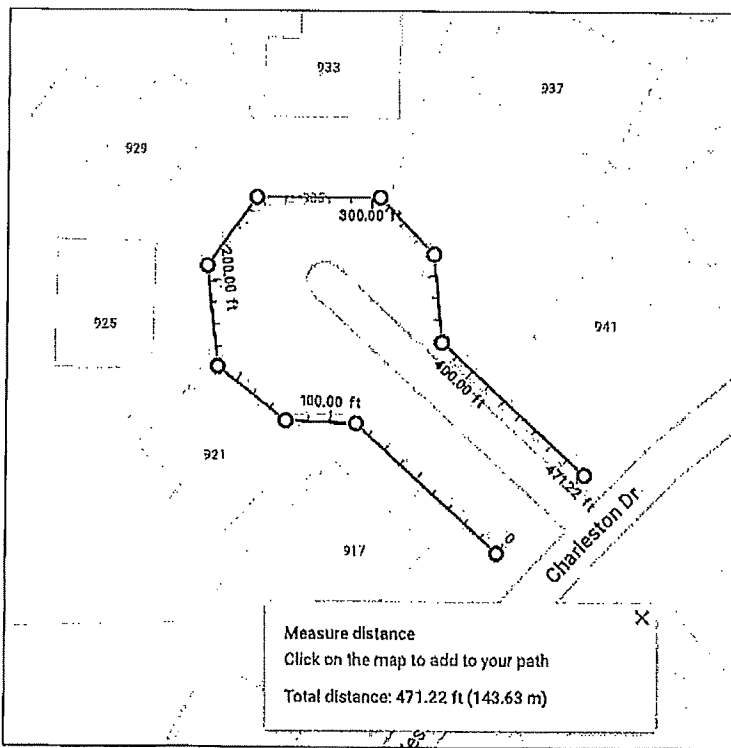 933
937
929
300.00 ft
200.00 ft
925
941
400.00 ft
100.00 ft
921
471.22 ft
0
917
Charleston Dr
Measure distance
Click on the map to add to your path
Total distance: 471.22 ft (143.63 m)